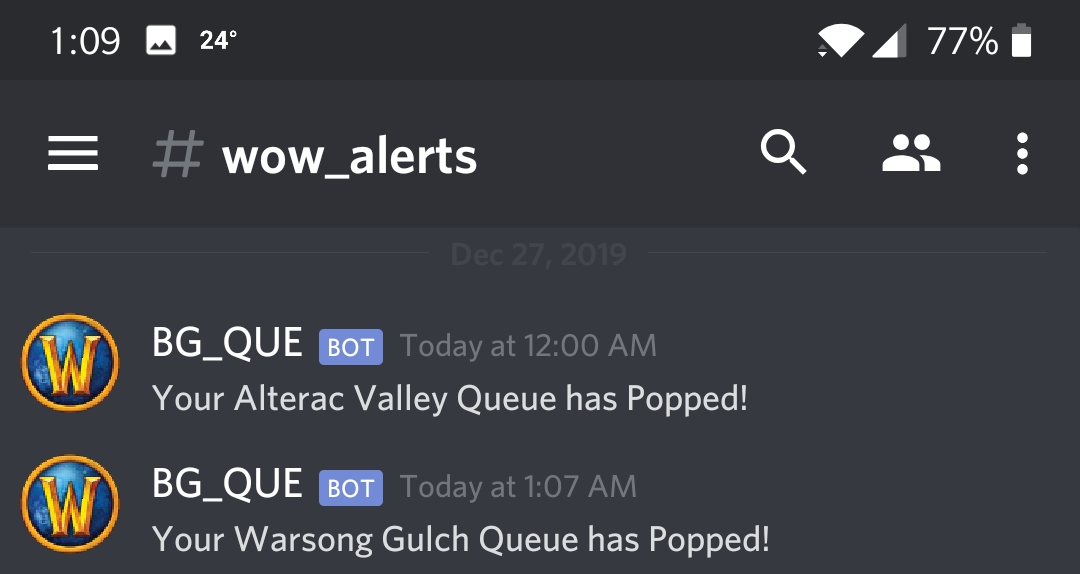 1:09 24° 77%
# wow_alerts
Dec 27, 2019
BG_QUE BOT Today at 12:00 AM
Your Alterac Valley Queue has Popped!
BG_QUE BOT Today at 1:07 AM
Your Warsong Gulch Queue has Popped!